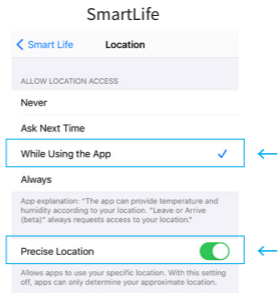 SmartLife
Smart Life
Location
ALLOW LOCATION ACCESS
Never
Ask Next Time
While Using the App
Always
App explanation: "The app can provide temperature and
humidity according to your location. "Leave or Arrive
(beta)" always requests access to your location."
Precise Location
Allows apps to use your specific location. With this setting
off, apps can only determine your approximate location.